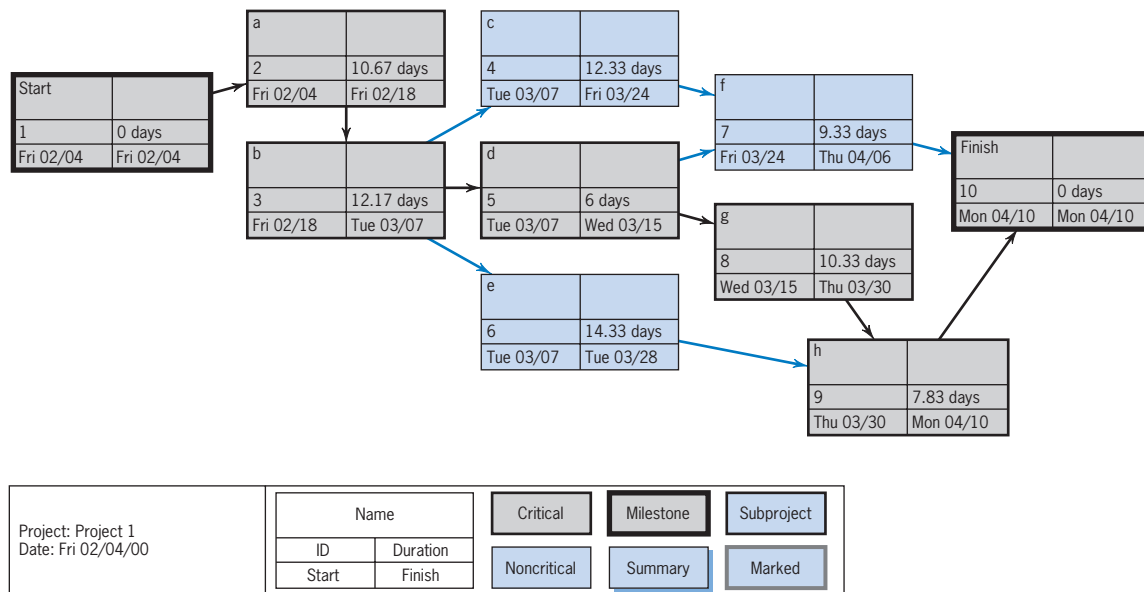 a
2 10.67 days
Fri 02/04 Fri 02/18
c
4 12.33 days
Tue 03/07 Fri 03/24
Start
1 0 days
Fri 02/04 Fri 02/04
f
7 9.33 days
Fri 03/24 Thu 04/06
b
3 12.17 days
Fri 02/18 Tue 03/07
d
5 6 days
Tue 03/07 Wed 03/15
Finish
10 0 days
Mon 04/10 Mon 04/10
g
8 10.33 days
Wed 03/15 Thu 03/30
e
6 14.33 days
Tue 03/07 Tue 03/28
h
9 7.83 days
Thu 03/30 Mon 04/10
Project: Project 1
Date: Fri 02/04/00
Name
ID Duration
Start Finish
Critical Milestone Subproject
Noncritical Summary Marked